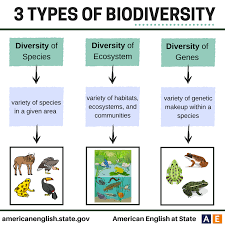 3 TYPES OF BIODIVERSITY
Diversity of
Species
Diversity of
Ecosystem
Diversity of
Genes
variety of species
in a given area
variety of habitats,
ecosystems, and
communities
variety of genetic
makeup within a
species
americanenglish.state.gov
American English at State
A E